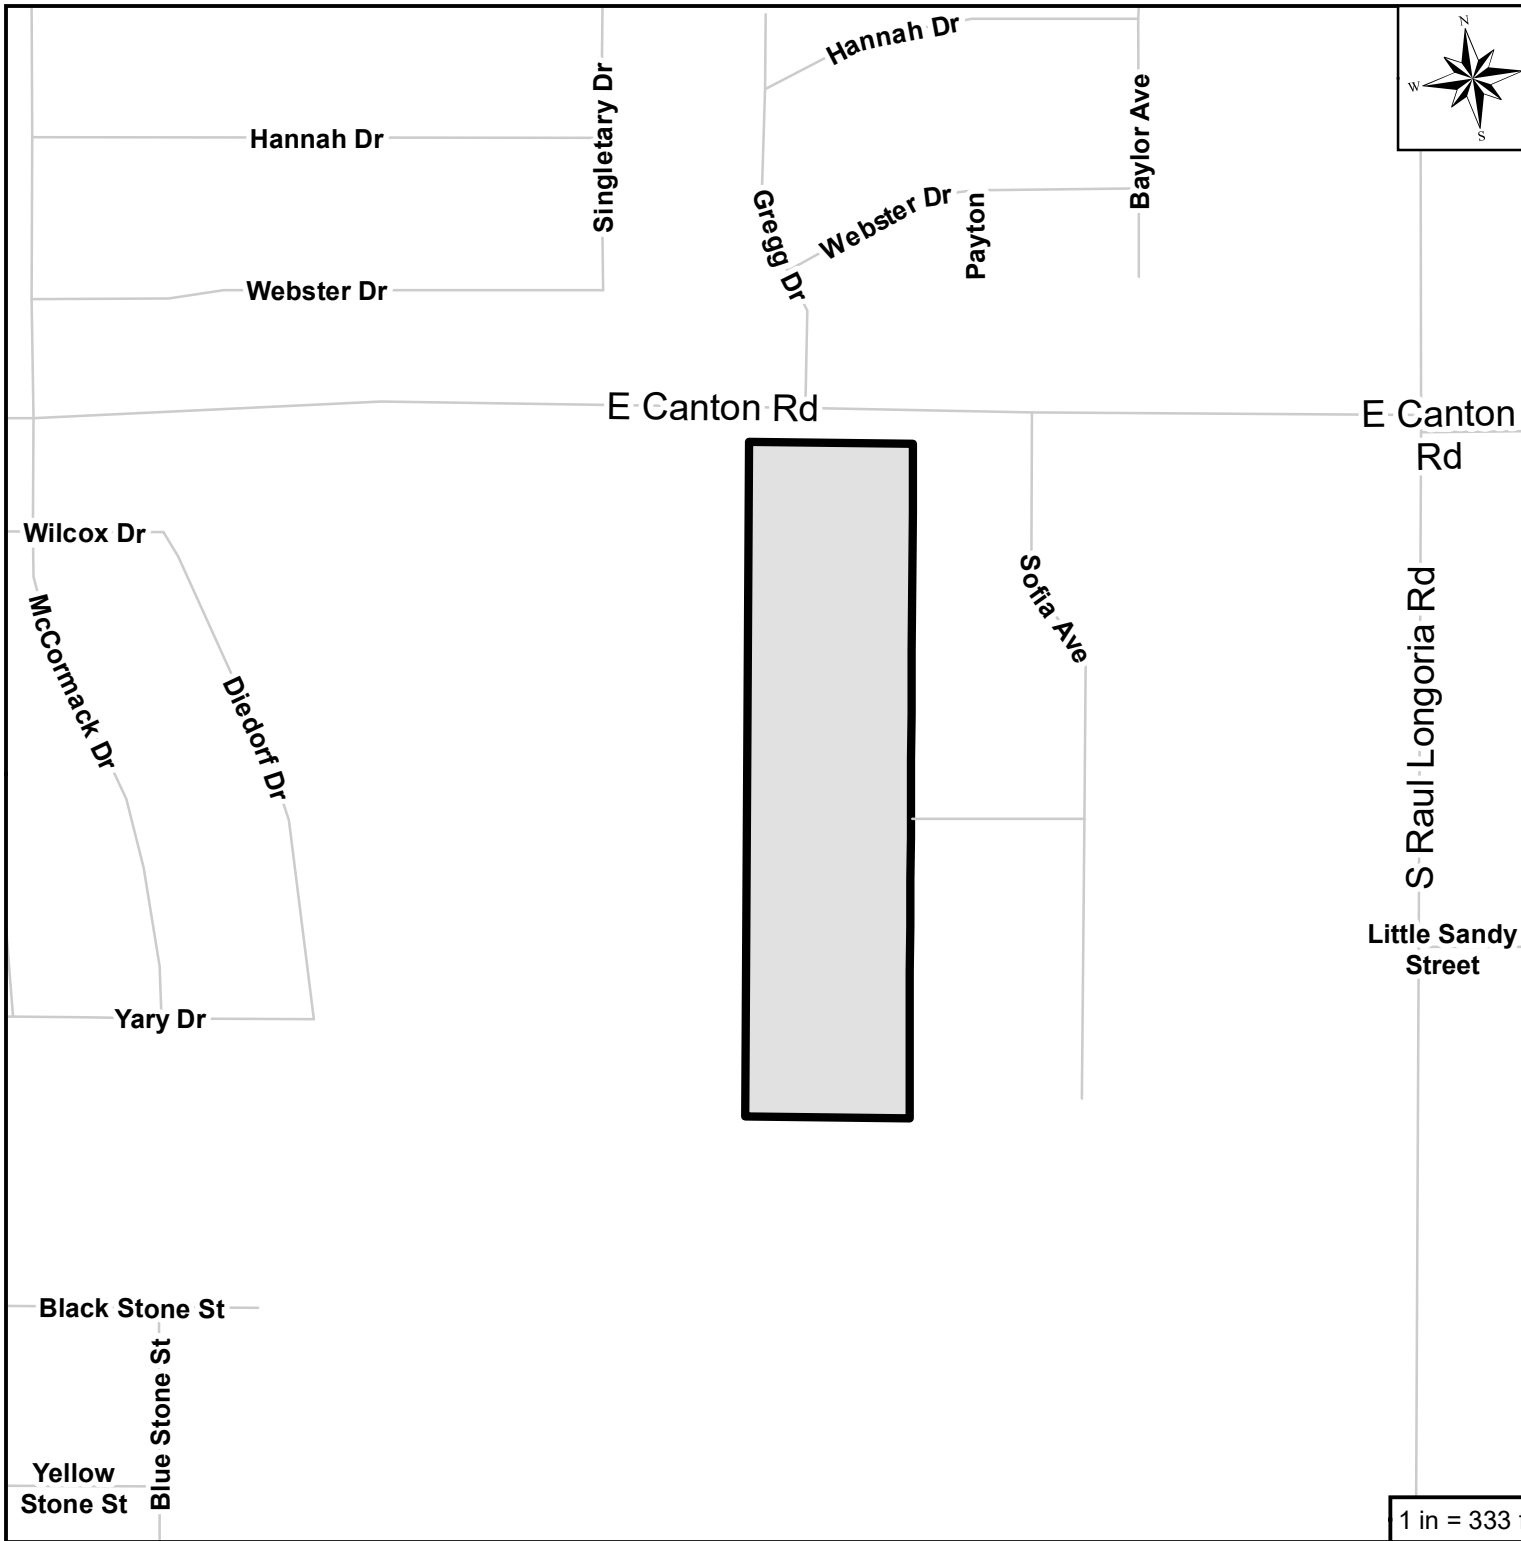 Hannah Dr
N
W
S
Hannah Dr
Singletary Dr
Baylor Ave
Gregg Dr
Webster Dr
Payton
Webster Dr
E Canton Rd
E Canton
Rd
Wilcox Dr
McCormack Dr
Diedorf Dr
Sofia Ave
S Raul Longoria Rd
Little Sandy
Street
Yary Dr
Black Stone St
Blue Stone St
Yellow
Stone St
1 in = 333